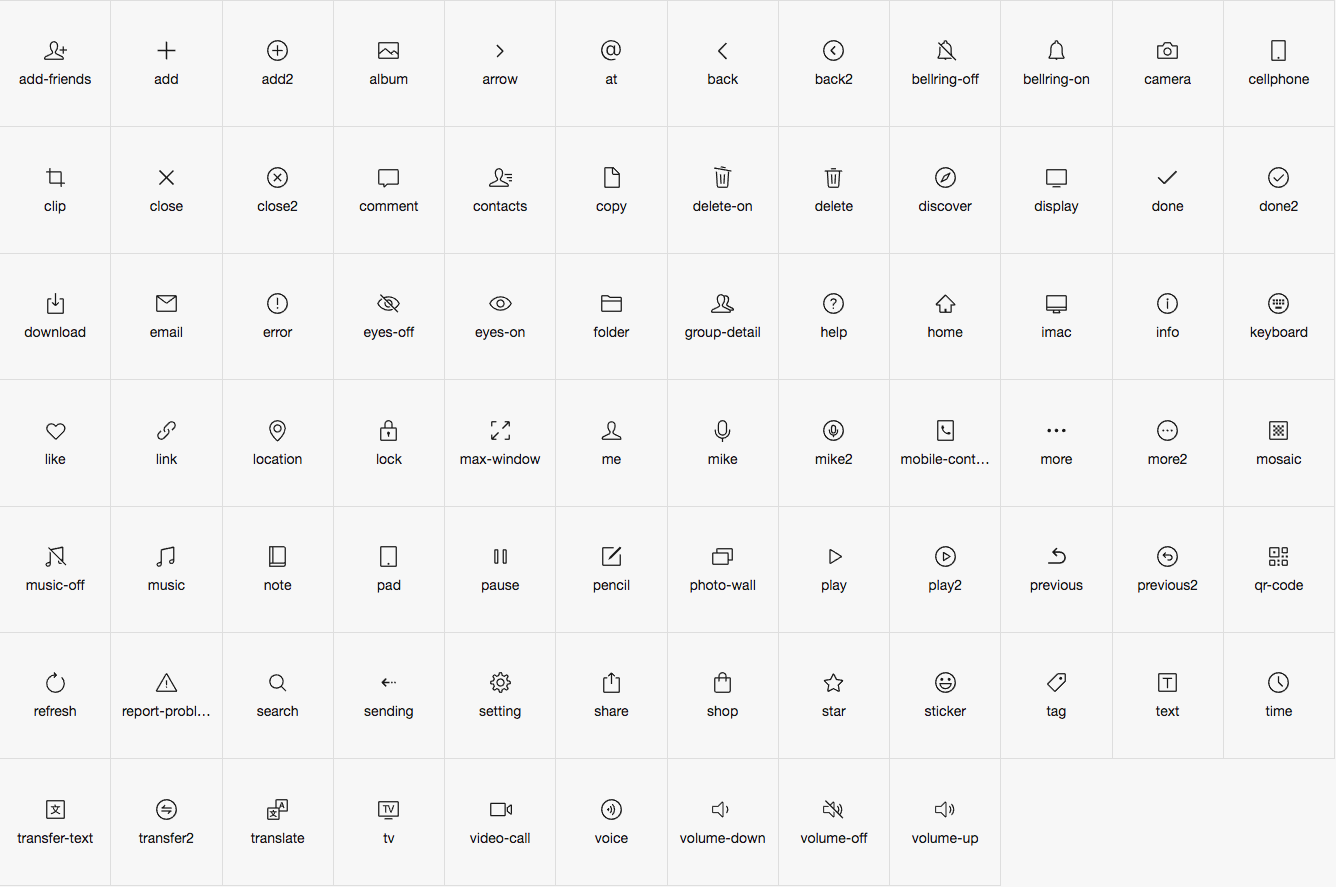 add-friends add add2 album arrow at back back2 bellring-off bellring-on camera cellphone
clip close close2 comment contacts copy delete-on delete discover display done done2
download email error eyes-off eyes-on folder group-detail help home imac info keyboard
like link location lock max-window me mike mike2 mobile-cont... more more2 mosaic
music-off music note pad pause pencil photo-wall play play2 previous previous2 qr-code
refresh report-probl... search sending setting share shop star sticker tag text time
文 A 文 TV
transfer-text transfer2 translate tv video-call voice volume-down volume-off volume-up